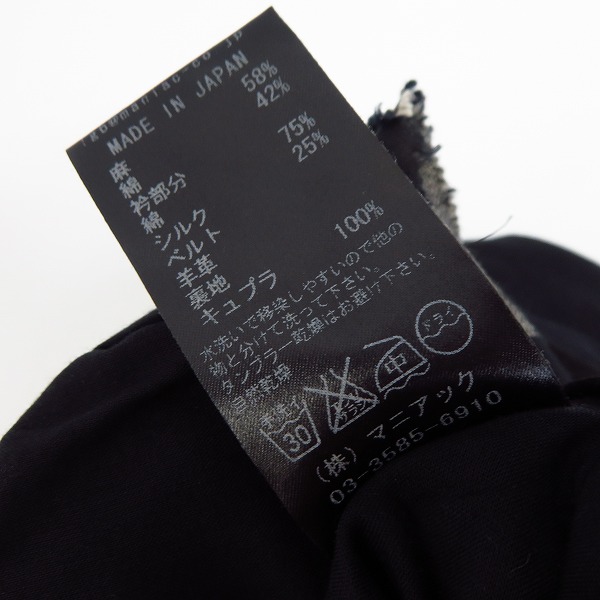 MADE IN JAPAN
麻 58%
綿 42%
衿部分
綿 75%
シルク 25%
ベルト
羊革
裏地
キュプラ 100%
水洗いで移染しやすいので他の
物と分けて洗って下さい。
タンブラー乾燥はお避け下さい。
自然乾燥
30 中 ドライ
(株) マニアック
03-3585-6910